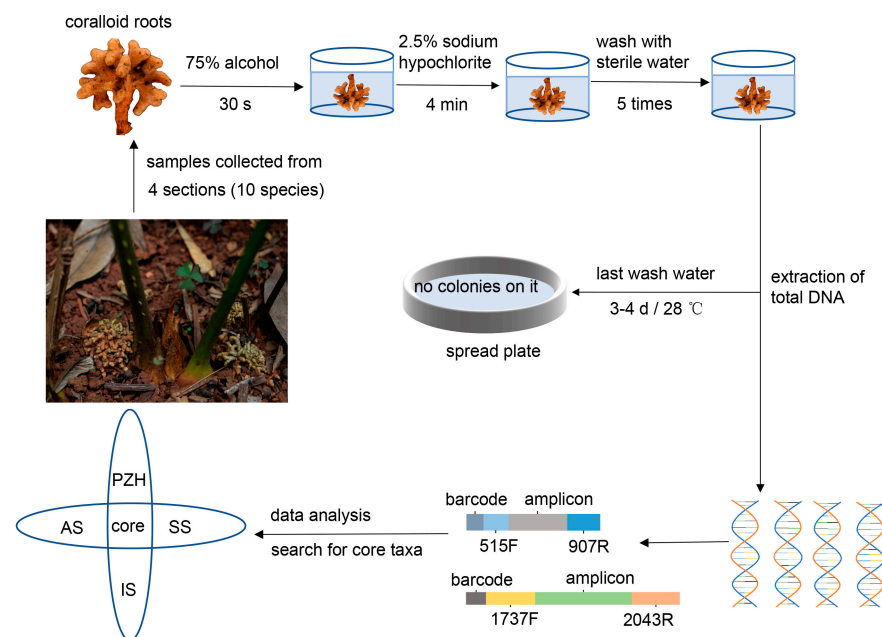 coralloid roots
75% alcohol
30 s
2.5% sodium
hypochlorite
4 min
wash with
sterile water
5 times
samples collected from
4 sections (10 species)
no colonies on it
spread plate
last wash water
3-4 d / 28 ℃
extraction of
total DNA
PZH
AS
core
SS
IS
data analysis
search for core taxa
barcode
amplicon
515F
907R
barcode
amplicon
1737F
2043R